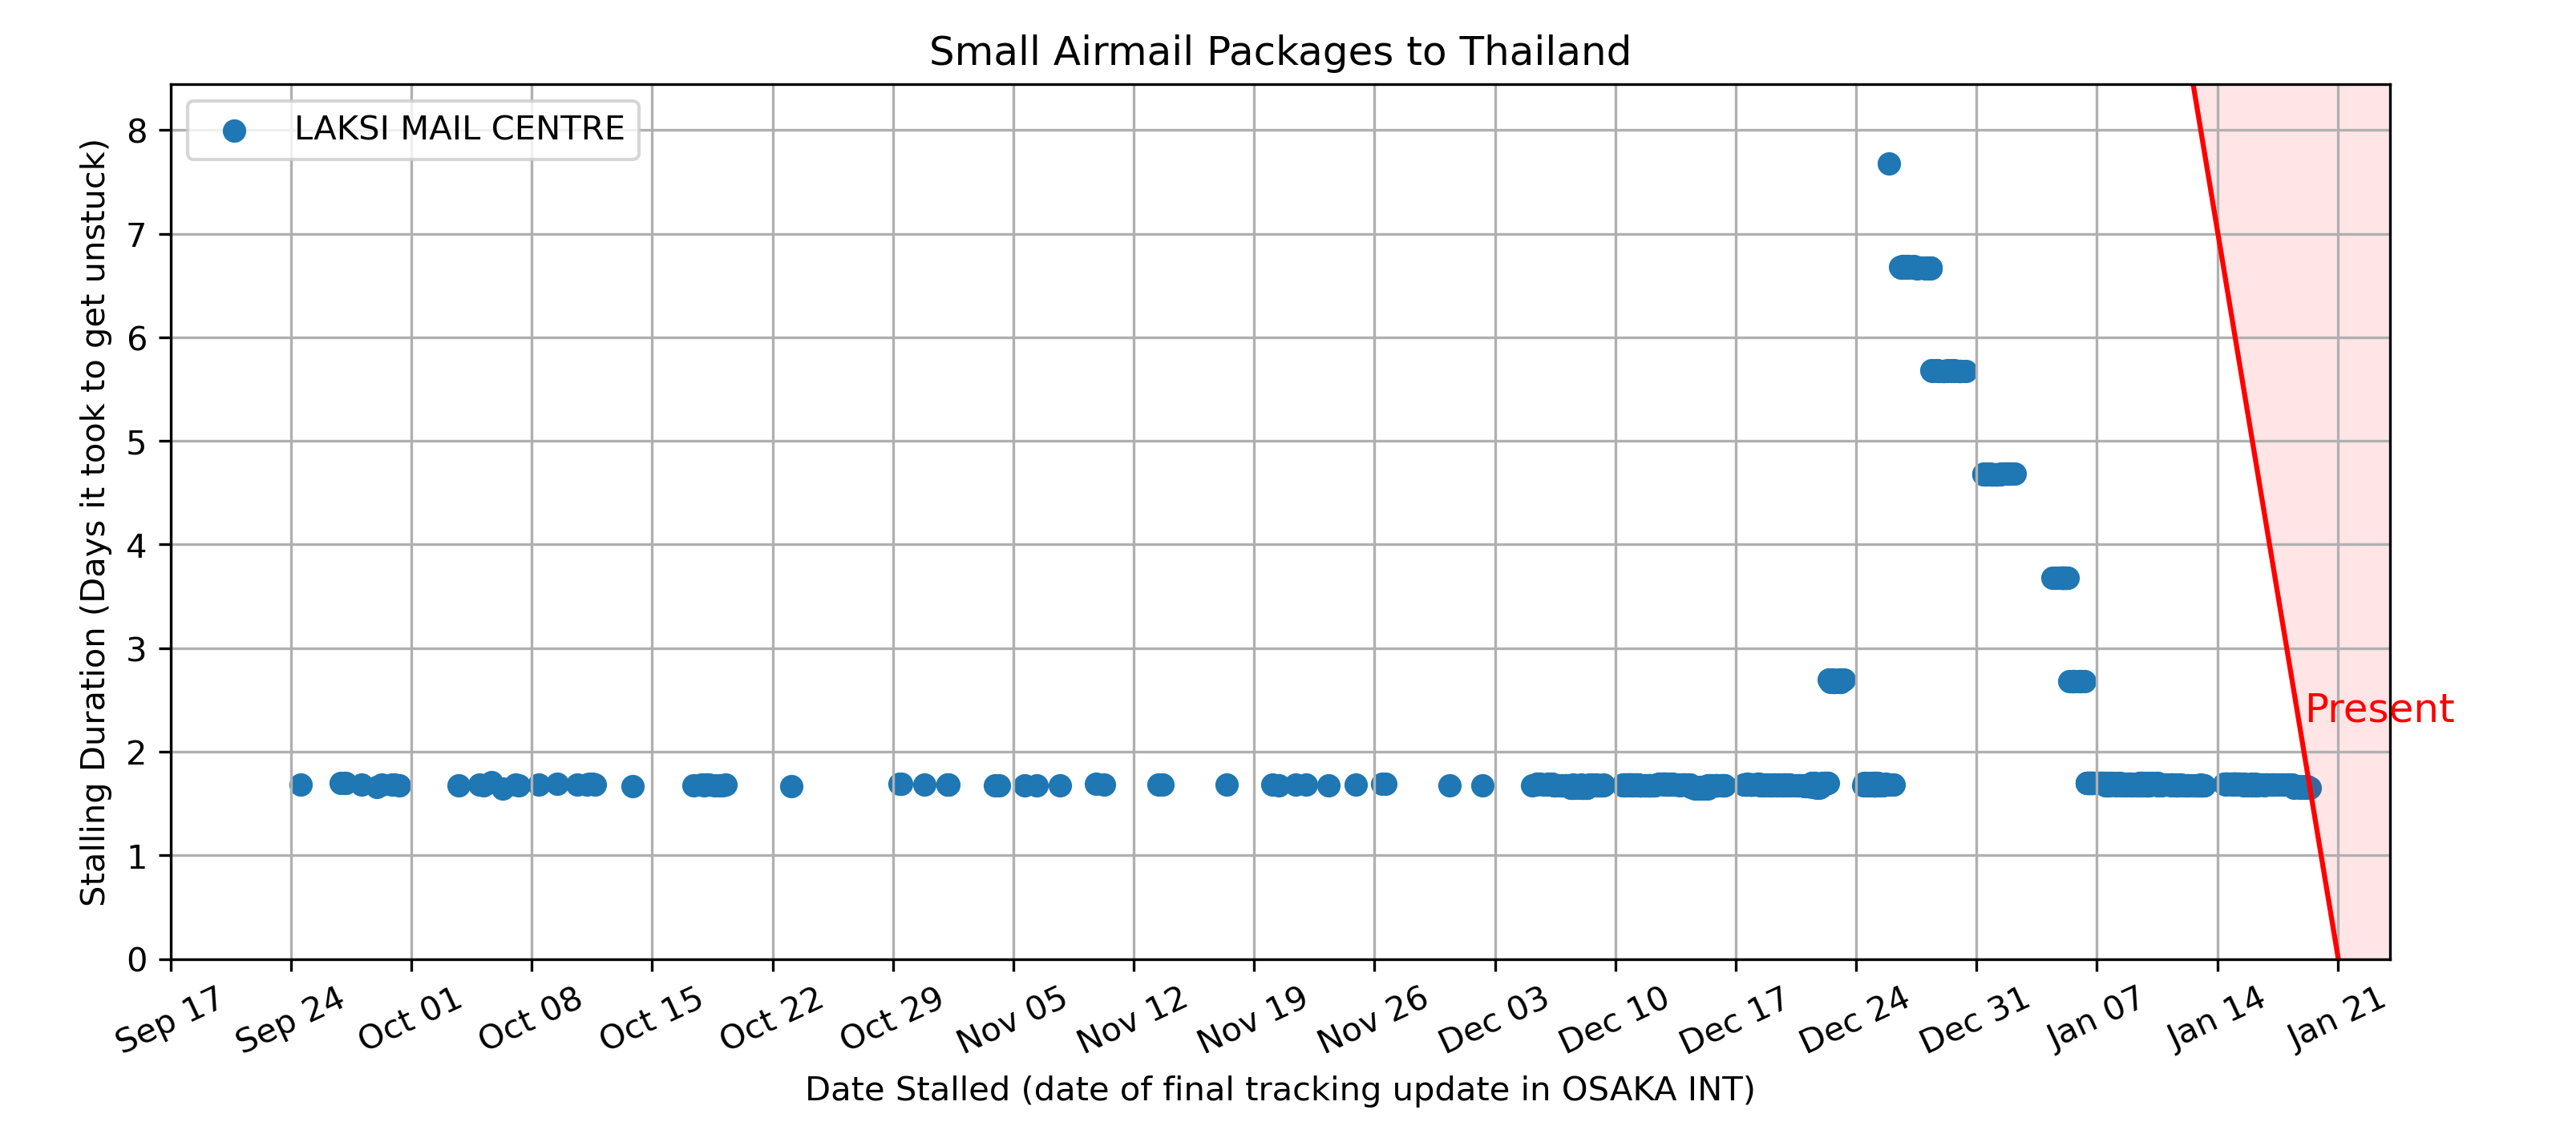 Small Airmail Packages to Thailand
LAKSI MAIL CENTRE
Stalling Duration (Days it took to get unstuck)
8
7
6
5
4
3
2
1
0
Present
Sep 17 Sep 24 Oct 01 Oct 08 Oct 15 Oct 22 Oct 29 Nov 05 Nov 12 Nov 19 Nov 26 Dec 03 Dec 10 Dec 17 Dec 24 Dec 31 Jan 07 Jan 14 Jan 21
Date Stalled (date of final tracking update in OSAKA INT)